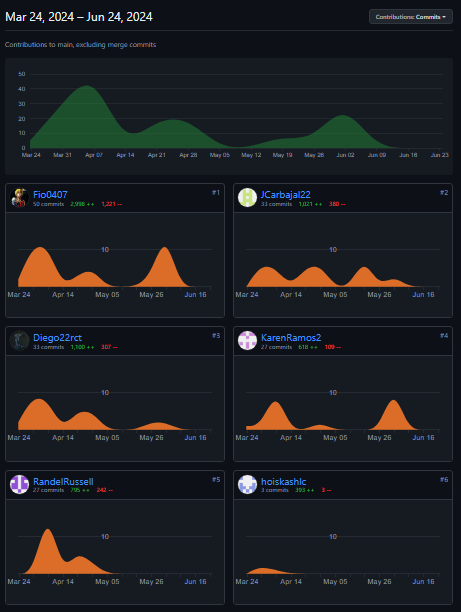 Mar 24, 2024 – Jun 24, 2024
Contributions: Commits
Contributions to main, excluding merge commits
50
40
30
20
10
0
Mar 24 Mar 31 Apr 07 Apr 14 Apr 21 Apr 28 May 05 May 12 May 19 May 26 Jun 02 Jun 09 Jun 16 Jun 23
Fio0407 #1
50 commits 2,998 ++ 1,221 --
10
Mar 24 Apr 14 May 05 May 26 Jun 16
JCarbajal22 #2
33 commits 1,021 ++ 380 --
10
Mar 24 Apr 14 May 05 May 26 Jun 16
Diego22rct #3
33 commits 1,100 ++ 307 --
10
Mar 24 Apr 14 May 05 May 26 Jun 16
KarenRamos2 #4
27 commits 618 ++ 109 --
10
Mar 24 Apr 14 May 05 May 26 Jun 16
RandelRussell #5
27 commits 795 ++ 242 --
10
Mar 24 Apr 14 May 05 May 26 Jun 16
hoiskashlc #6
3 commits 393 ++ 3 --
10
Mar 24 Apr 14 May 05 May 26 Jun 16